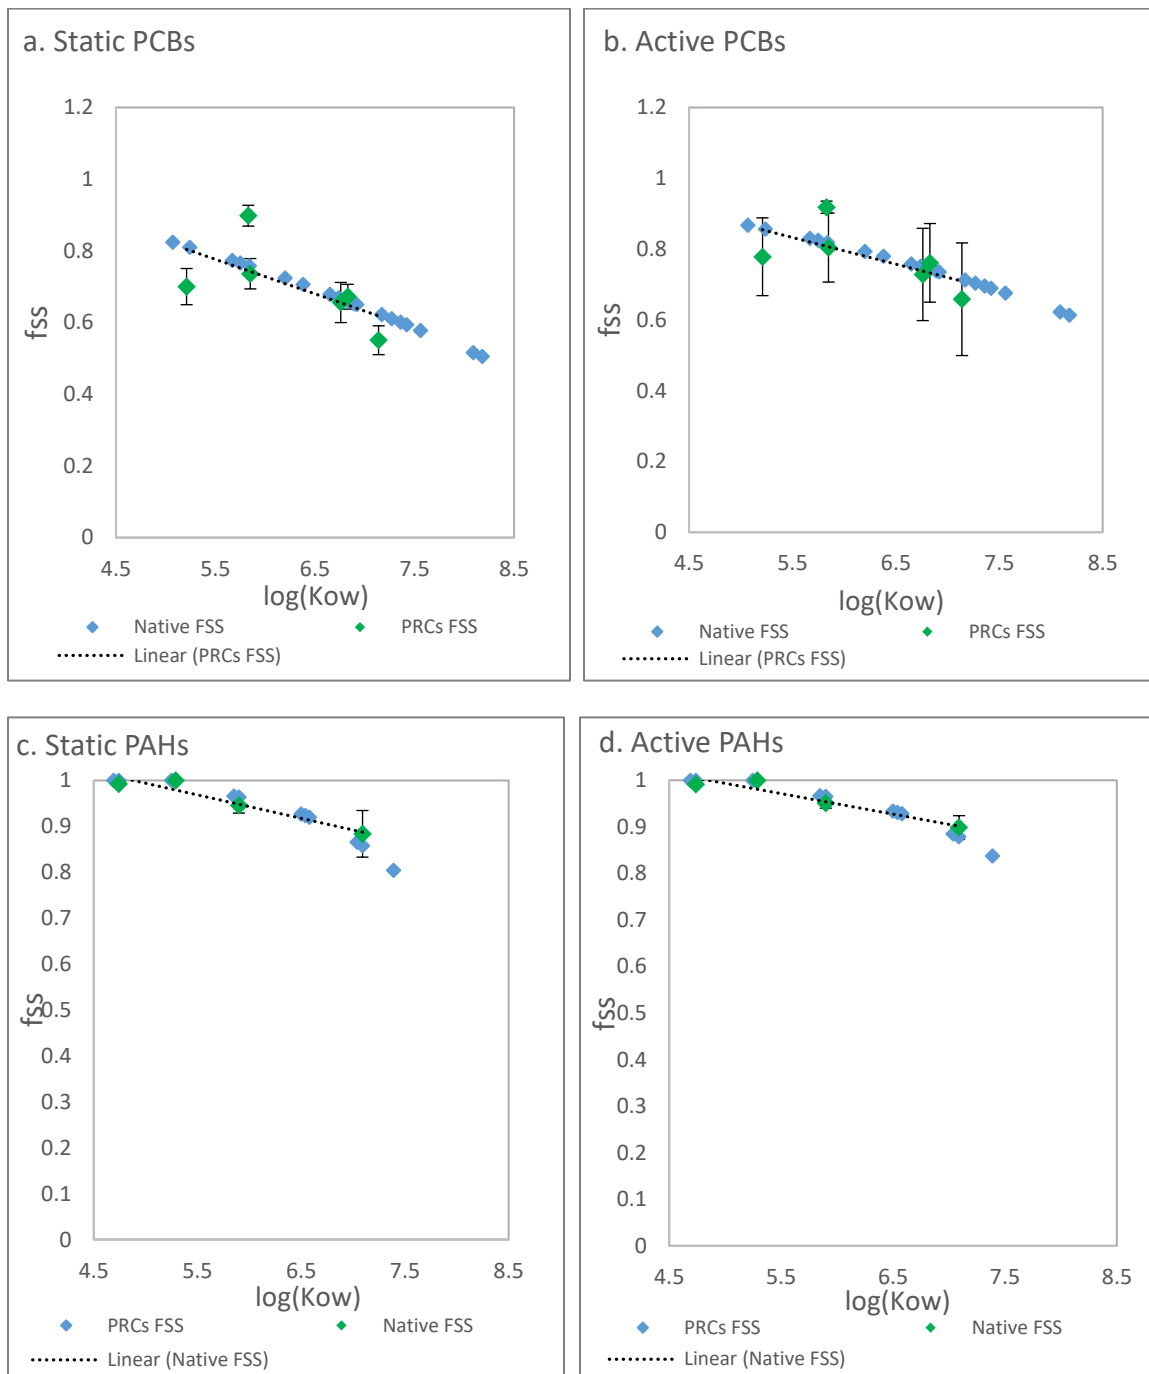 a. Static PCBs
1.2
1
0.8
0.6
0.4
0.2
0
fss
4.5 5.5 6.5 7.5 8.5
log(Kow)
Native FSS PRCs FSS
Linear (PRCs FSS)
b. Active PCBs
1.2
1
0.8
0.6
0.4
0.2
0
fss
4.5 5.5 6.5 7.5 8.5
log(Kow)
Native FSS PRCs FSS
Linear (PRCs FSS)
c. Static PAHs
1
0.9
0.8
0.7
0.6
0.5
0.4
0.3
0.2
0.1
0
fss
4.5 5.5 6.5 7.5 8.5
log(Kow)
PRCs FSS Native FSS
Linear (Native FSS)
d. Active PAHs
1
0.9
0.8
0.7
0.6
0.5
0.4
0.3
0.2
0.1
0
fss
4.5 5.5 6.5 7.5 8.5
log(Kow)
PRCs FSS Native FSS
Linear (Native FSS)